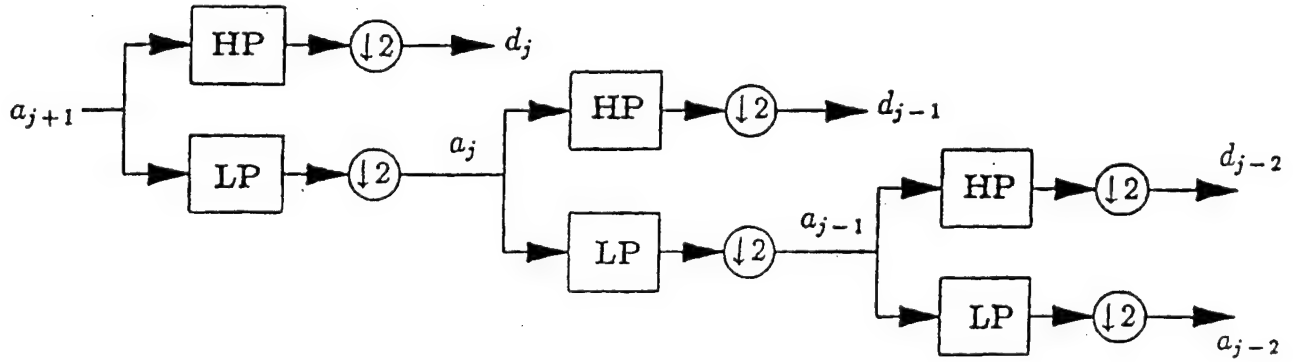 HP ↓2 d_j
a_{j+1}
LP ↓2 a_j
HP ↓2 d_{j-1}
LP ↓2 a_{j-1}
HP ↓2 d_{j-2}
LP ↓2 a_{j-2}